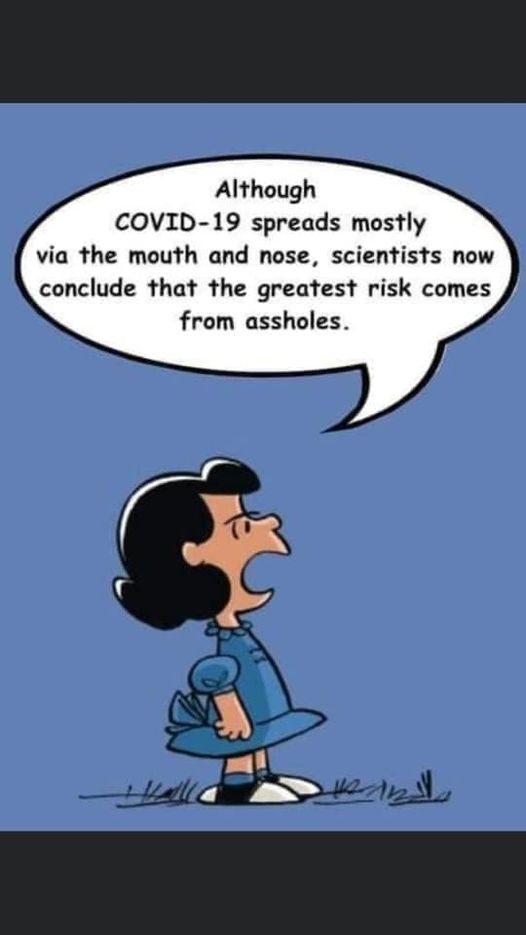 Although
COVID-19 spreads mostly
via the mouth and nose, scientists now
conclude that the greatest risk comes
from assholes.